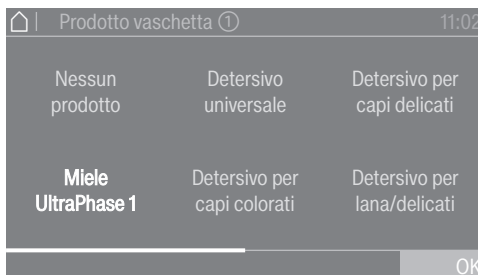 Prodotto vaschetta ① 11:02
Nessun
prodotto
Detersivo
universale
Detersivo per
capi delicati
Miele
UltraPhase 1
Detersivo per
capi colorati
Detersivo per
lana/delicati
OK